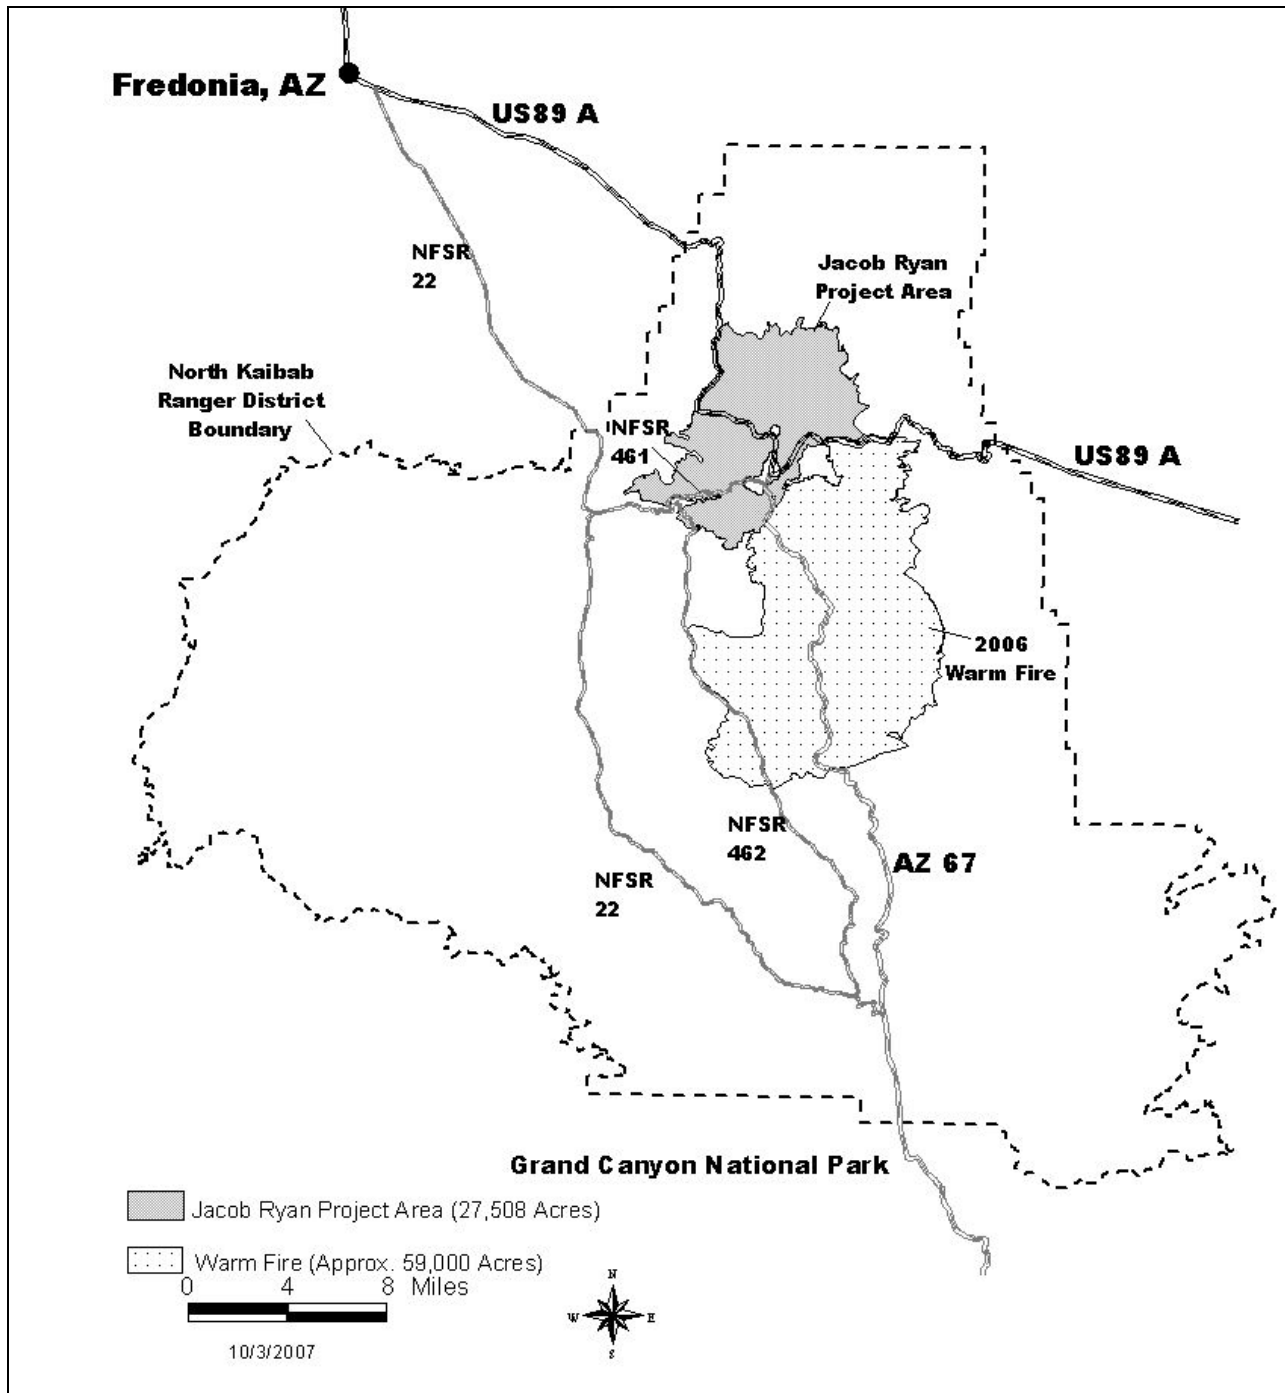 Fredonia, AZ
US89 A
NFSR
22
Jacob Ryan
Project Area
North Kaibab
Ranger District
Boundary
NFSR
461
US89 A
2006
Warm Fire
NFSR
462
AZ 67
NFSR
22
Grand Canyon National Park
Jacob Ryan Project Area (27,508 Acres)
Warm Fire (Approx. 59,000 Acres)
0 4 8 Miles
N
W E
S
10/3/2007